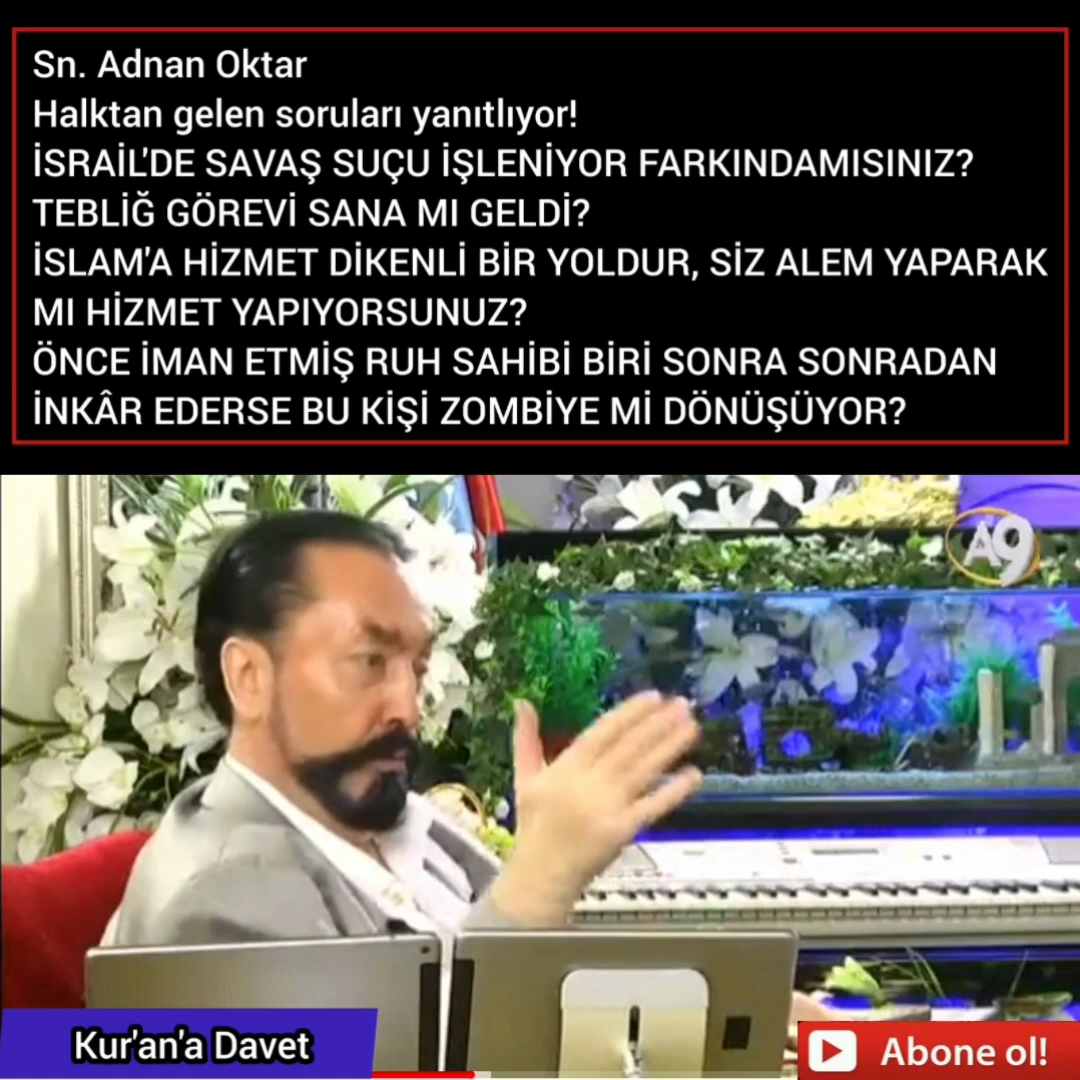 Sn. Adnan Oktar
Halktan gelen soruları yanıtlıyor!
İSRAİL'DE SAVAŞ SUÇU İŞLENİYOR FARKINDAMISINIZ?
TEBLİĞ GÖREVİ SANA MI GELDİ?
İSLAM'A HİZMET DİKENLİ BİR YOLDUR, SİZ ALEM YAPARAK
MI HİZMET YAPIYORSUNUZ?
ÖNCE İMAN ETMİŞ RUH SAHİBİ BİRİ SONRA SONRADAN
İNKÂR EDERSE BU KİŞİ ZOMBİYE Mİ DÖNÜŞÜYOR?
A9
Kur'an'a Davet
Abone ol!